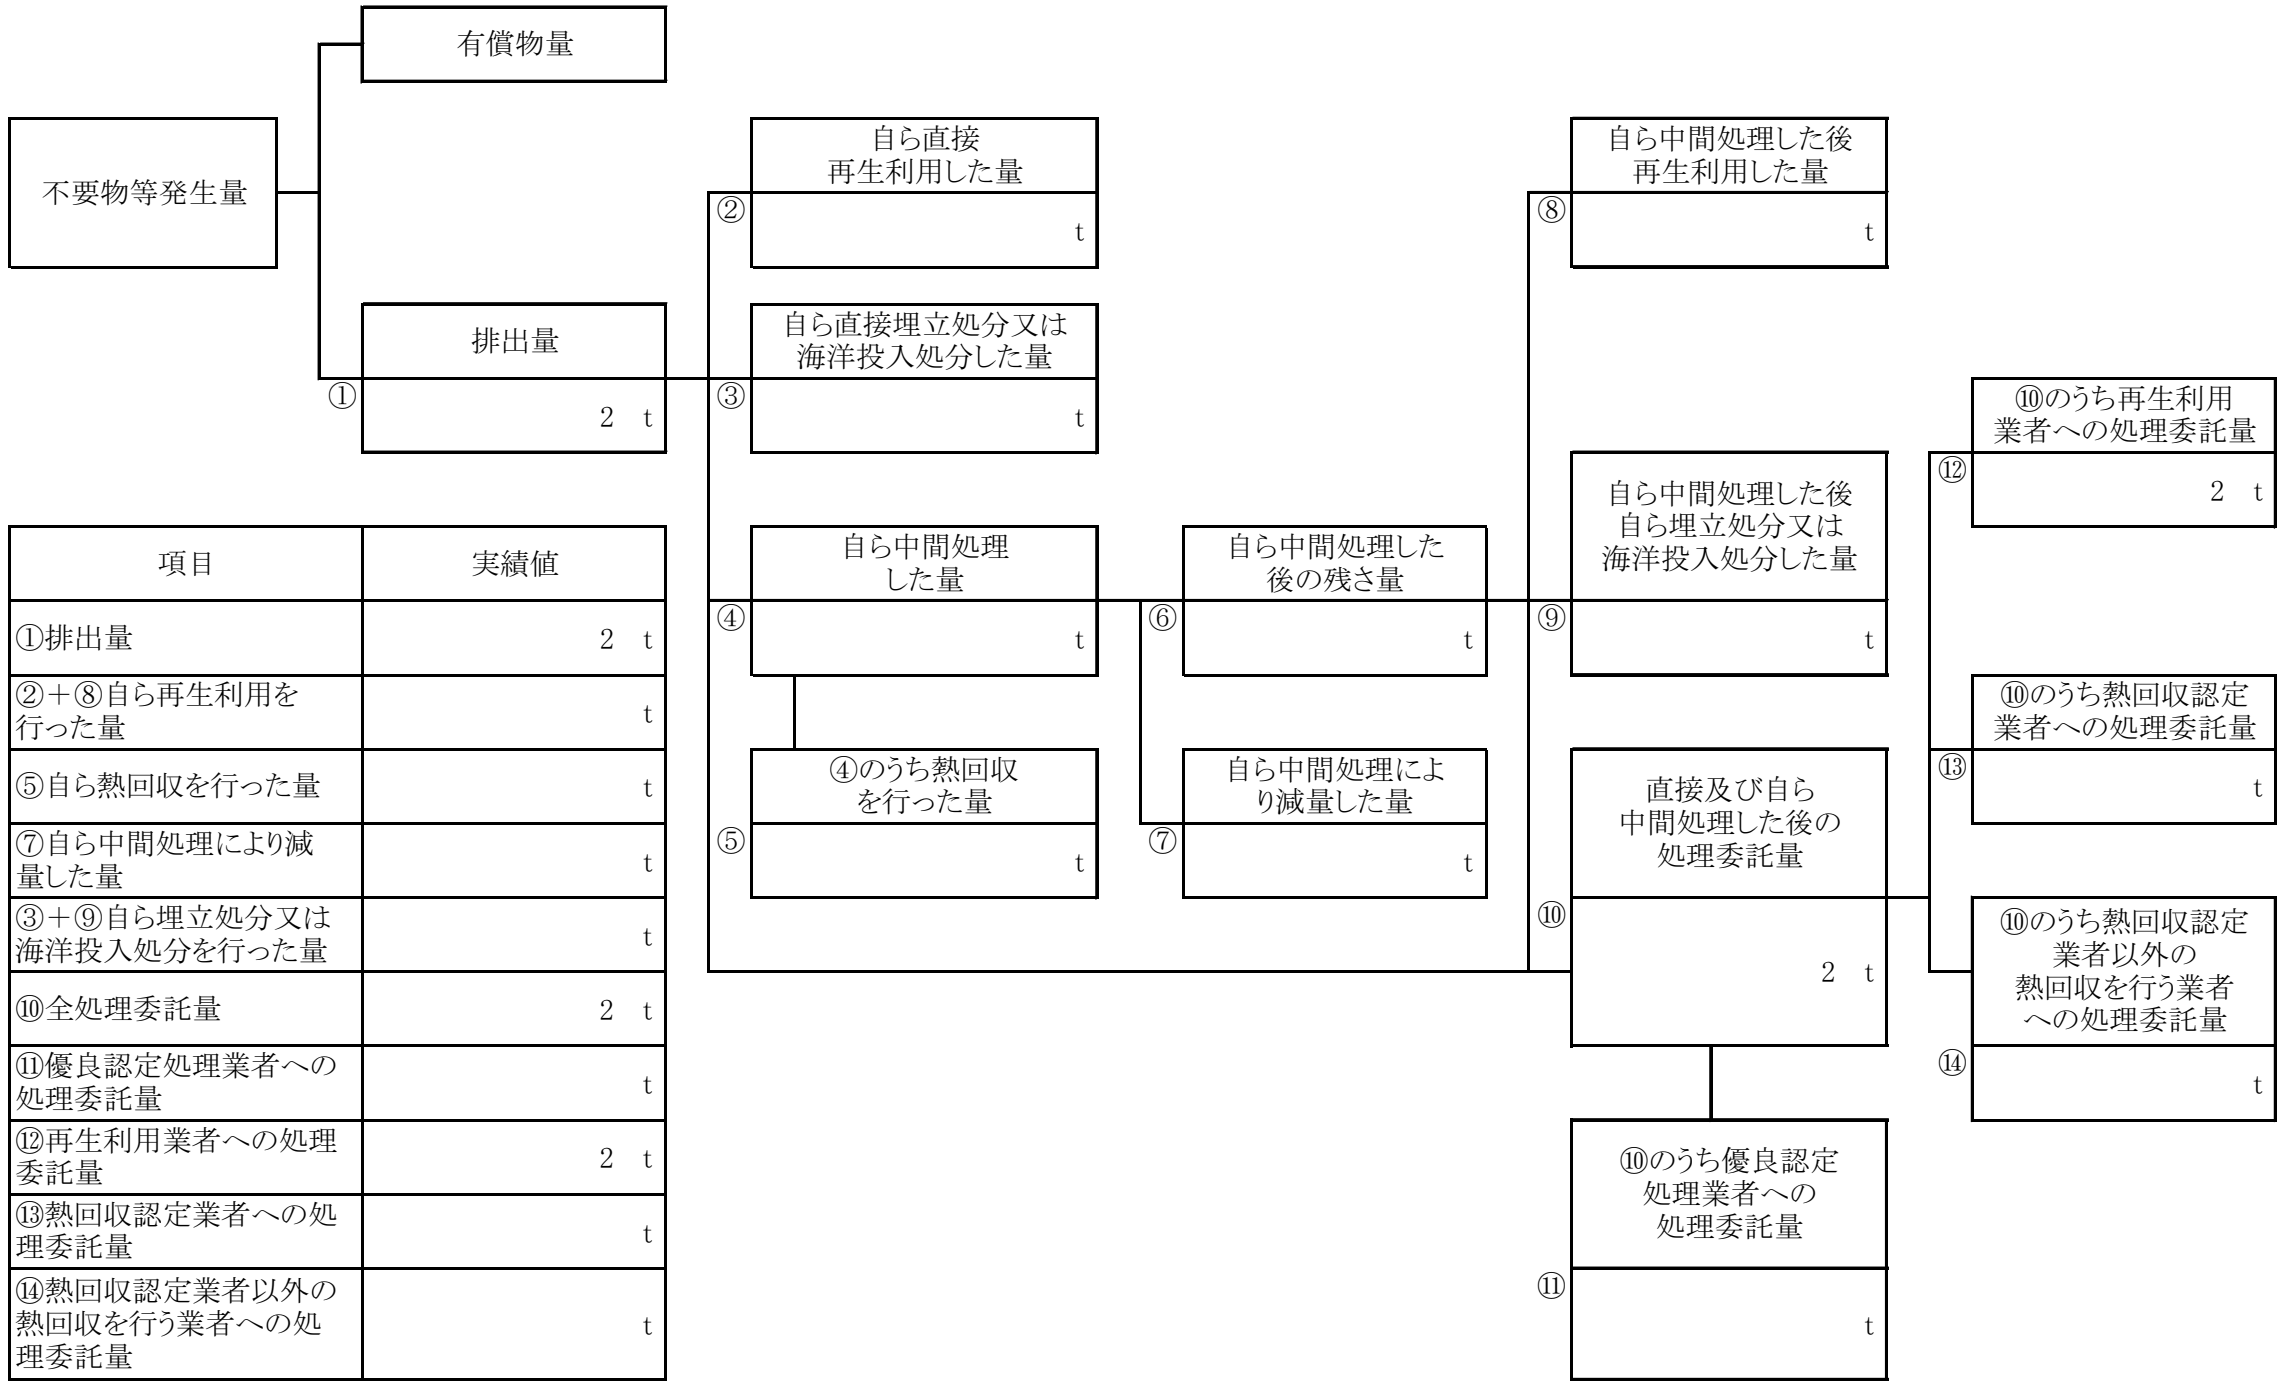 有償物量
不要物等発生量
自ら直接
再生利用した量
②
t
自ら中間処理した後
再生利用した量
⑧
t
排出量
①
2 t
自ら直接埋立処分又は
海洋投入処分した量
③
t
⑩のうち再生利用
業者への処理委託量
⑫
2 t
自ら中間処理
した量
④
t
自ら中間処理した
後の残さ量
⑥
t
自ら中間処理した後
自ら埋立処分又は
海洋投入処分した量
⑨
t
⑩のうち熱回収認定
業者への処理委託量
⑬
t
④のうち熱回収
を行った量
⑤
t
自ら中間処理によ
り減量した量
⑦
t
直接及び自ら
中間処理した後の
処理委託量
⑩
2 t
⑩のうち熱回収認定
業者以外の
熱回収を行う業者
への処理委託量
⑭
t
⑩のうち優良認定
処理業者への
処理委託量
⑪
t
項目 実績値
①排出量 2 t
②+⑧自ら再生利用を
行った量
t
⑤自ら熱回収を行った量 t
⑦自ら中間処理により減
量した量
t
③+⑨自ら埋立処分又は
海洋投入処分を行った量
t
⑩全処理委託量 2 t
⑪優良認定処理業者への
処理委託量
t
⑫再生利用業者への処理
委託量
2 t
⑬熱回収認定業者への処
理委託量
t
⑭熱回収認定業者以外の
熱回収を行う業者への処
理委託量
t